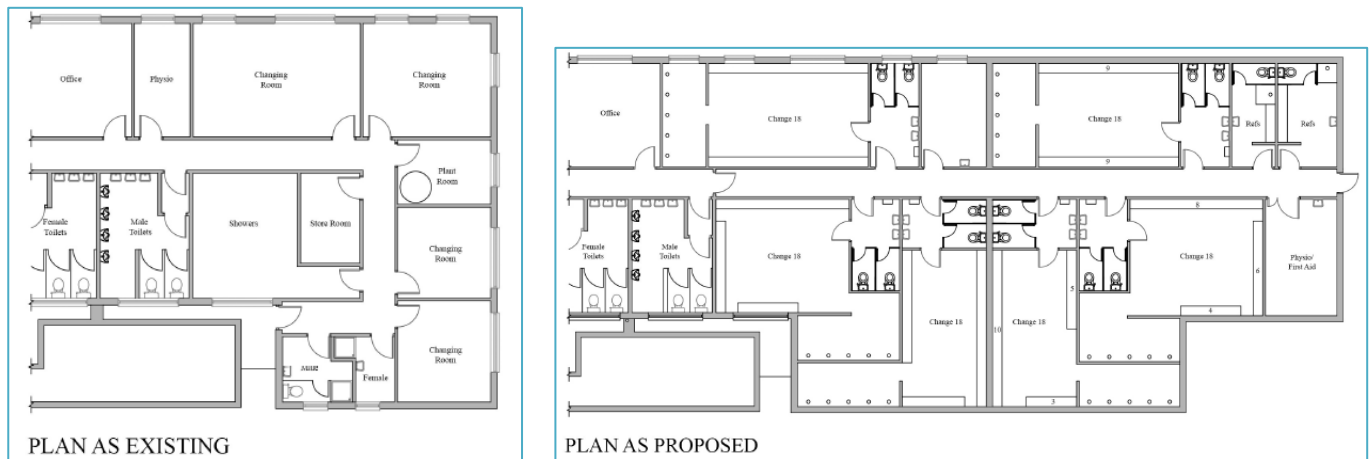 Office
Physio
Changing
Room
Changing
Room
Plant
Room
Female
Toilets
Male
Toilets
Showers
Store Room
Changing
Room
Changing
Room
Male
Female
PLAN AS EXISTING
Office
Change 18
9
Change 18
9
Refs
Refs
Female
Toilets
Male
Toilets
Change 18
Change 18
10
Change 18
5
3
8
Change 18
6
4
Physio/
First Aid
PLAN AS PROPOSED